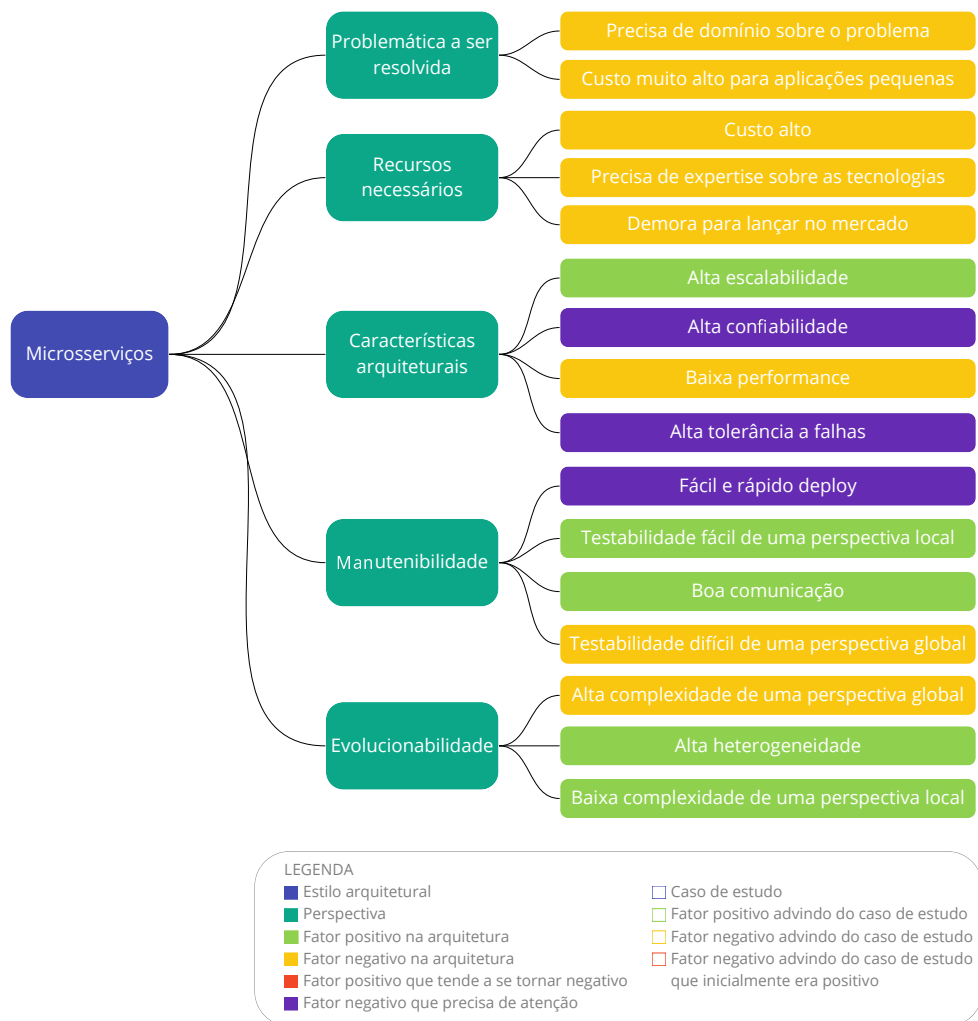 Problemática a ser
resolvida
Precisa de domínio sobre o problema
Custo muito alto para aplicações pequenas
Recursos
necessários
Custo alto
Precisa de expertise sobre as tecnologias
Demora para lançar no mercado
Microsserviços
Características
arquiteturais
Alta escalabilidade
Alta confiabilidade
Baixa performance
Alta tolerância a falhas
Manutenibilidade
Fácil e rápido deploy
Testabilidade fácil de uma perspectiva local
Boa comunicação
Testabilidade difícil de uma perspectiva global
Evolucionabilidade
Alta complexidade de uma perspectiva global
Alta heterogeneidade
Baixa complexidade de uma perspectiva local
LEGENDA
Estilo arquitetural
Perspectiva
Fator positivo na arquitetura
Fator negativo na arquitetura
Fator positivo que tende a se tornar negativo
Fator negativo que precisa de atenção
Caso de estudo
Fator positivo advindo do caso de estudo
Fator negativo advindo do caso de estudo
Fator negativo advindo do caso de estudo
que inicialmente era positivo